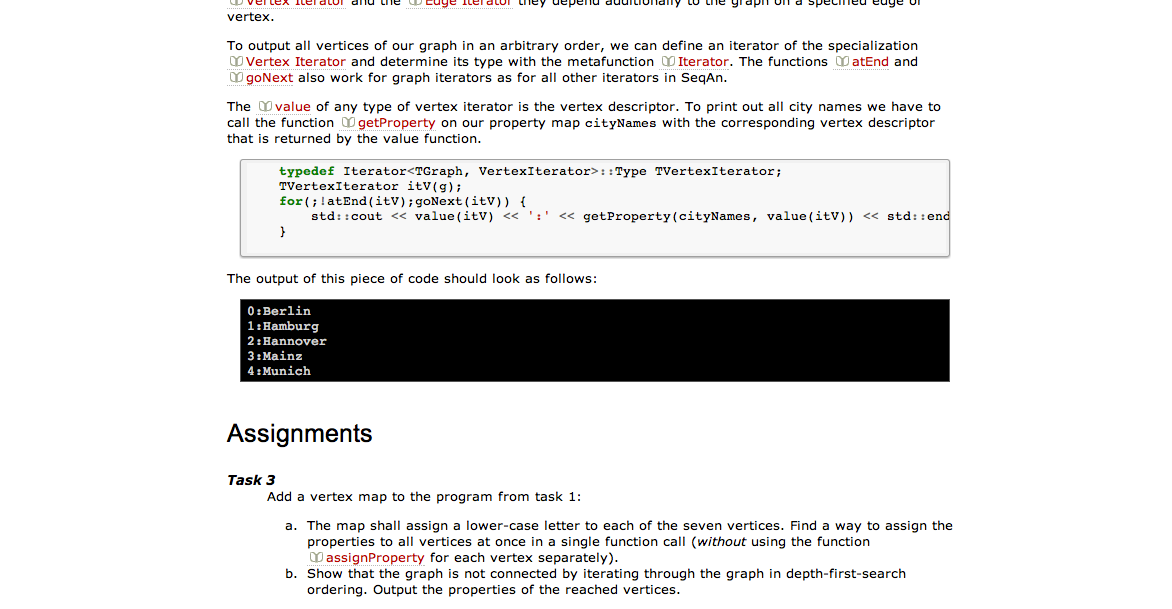 Vertex Iterator and the Edge Iterator they depend additionally to the graph on a specified edge or
vertex.
To output all vertices of our graph in an arbitrary order, we can define an iterator of the specialization
Vertex Iterator and determine its type with the metafunction Iterator. The functions atEnd and
goNext also work for graph iterators as for all other iterators in SeqAn.
The value of any type of vertex iterator is the vertex descriptor. To print out all city names we have to
call the function getProperty on our property map cityNames with the corresponding vertex descriptor
that is returned by the value function.
typedef Iterator<TGraph, VertexIterator>::Type TVertexIterator;
TVertexIterator itV(g);
for(;!atEnd(itV);goNext(itV)) {
std::cout << value(itV) << ':' << getProperty(cityNames, value(itV)) << std::end
}
The output of this piece of code should look as follows:
0:Berlin
1:Hamburg
2:Hannover
3:Mainz
4:Munich
Assignments
Task 3
Add a vertex map to the program from task 1:
a. The map shall assign a lower-case letter to each of the seven vertices. Find a way to assign the
properties to all vertices at once in a single function call (without using the function
assignProperty for each vertex separately).
b. Show that the graph is not connected by iterating through the graph in depth-first-search
ordering. Output the properties of the reached vertices.